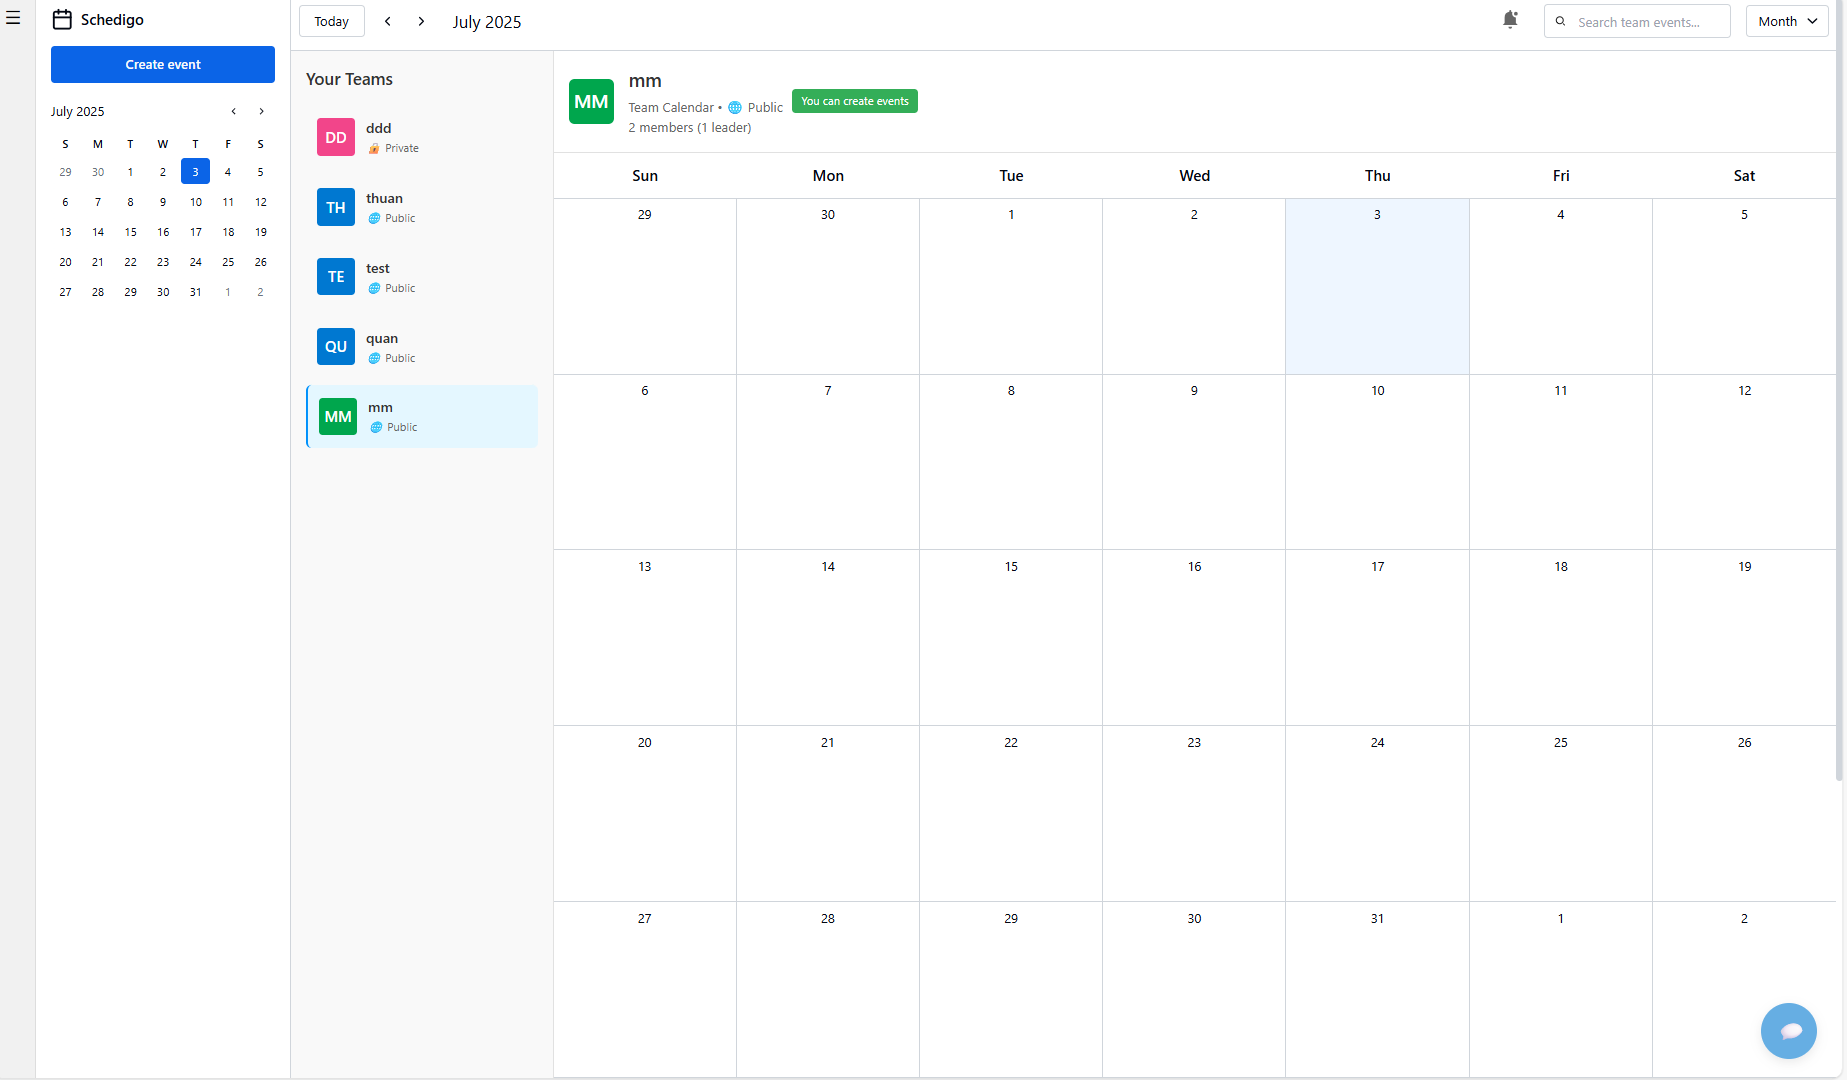 Schedigo
Create event
July 2025
S M T W T F S
29 30 1 2 3 4 5
6 7 8 9 10 11 12
13 14 15 16 17 18 19
20 21 22 23 24 25 26
27 28 29 30 31 1 2
Today July 2025 Search team events... Month
Your Teams
DD ddd
Private
TH thuan
Public
TE test
Public
QU quan
Public
MM mm
Public
MM mm
Team Calendar • Public You can create events
2 members (1 leader)
Sun Mon Tue Wed Thu Fri Sat
29 30 1 2 3 4 5
6 7 8 9 10 11 12
13 14 15 16 17 18 19
20 21 22 23 24 25 26
27 28 29 30 31 1 2